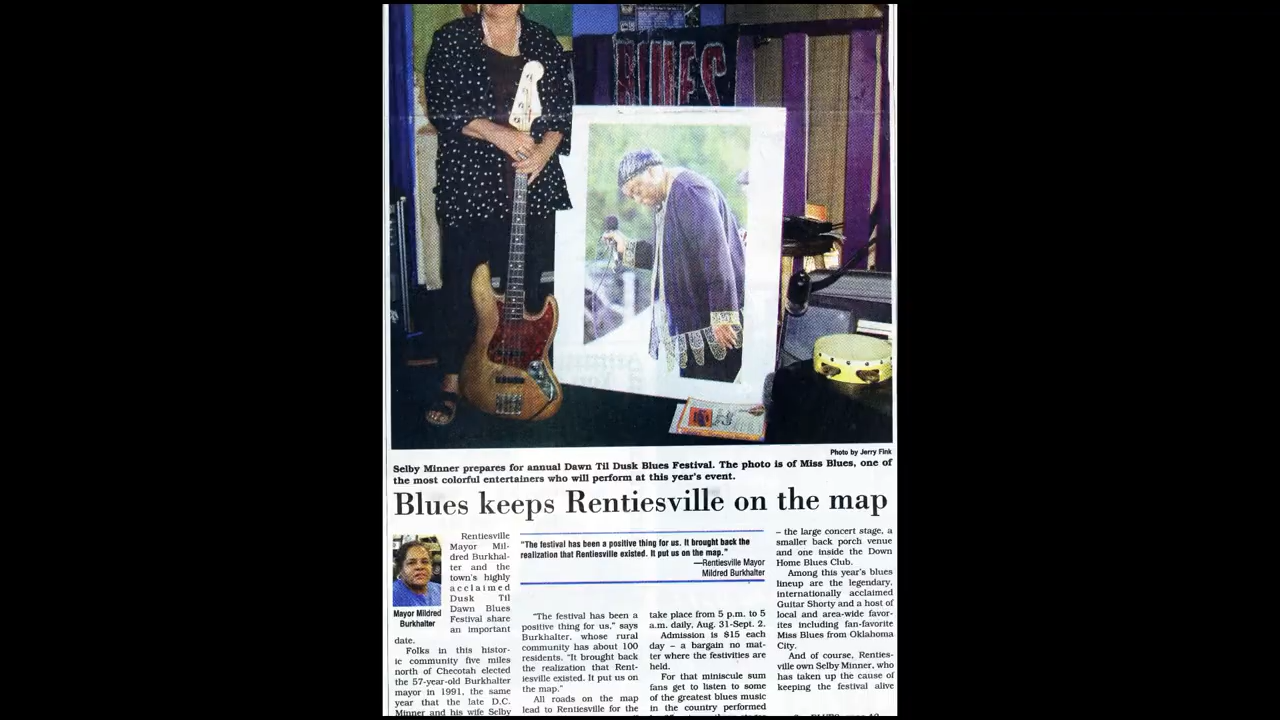 BLUES
Photo by Jerry Fink
Selby Minner prepares for annual Dawn Til Dusk Blues Festival. The photo is of Miss Blues, one of
the most colorful entertainers who will perform at this year's event.
Blues keeps Rentiesville on the map
Mayor Mildred
Burkhalter
Rentiesville
Mayor Mil-
dred Burkhal-
ter and the
town's highly
acclaimed
Dusk Til
Dawn Blues
Festival share
an important
date.
Folks in this histor-
ic community five miles
north of Checotah elected
the 57-year-old Burkhalter
mayor in 1991, the same
year that the late D.C.
Minner and his wife Selby
"The festival has been a positive thing for us. It brought back the
realization that Rentiesville existed. It put us on the map."
—Rentiesville Mayor
Mildred Burkhalter
"The festival has been a
positive thing for us," says
Burkhalter, whose rural
community has about 100
residents. "It brought back
the realization that Rent-
iesville existed. It put us on
the map."
All roads on the map
lead to Rentiesville for the
take place from 5 p.m. to 5
a.m. daily, Aug. 31-Sept. 2.
Admission is $15 each
day – a bargain no mat-
ter where the festivities are
held.
For that miniscule sum
fans get to listen to some
of the greatest blues music
in the country performed
– the large concert stage, a
smaller back porch venue
and one inside the Down
Home Blues Club.
Among this year's blues
lineup are the legendary,
internationally acclaimed
Guitar Shorty and a host of
local and area-wide favor-
ites including fan-favorite
Miss Blues from Oklahoma
City.
And of course, Renties-
ville own Selby Minner, who
has taken up the cause of
keeping the festival alive